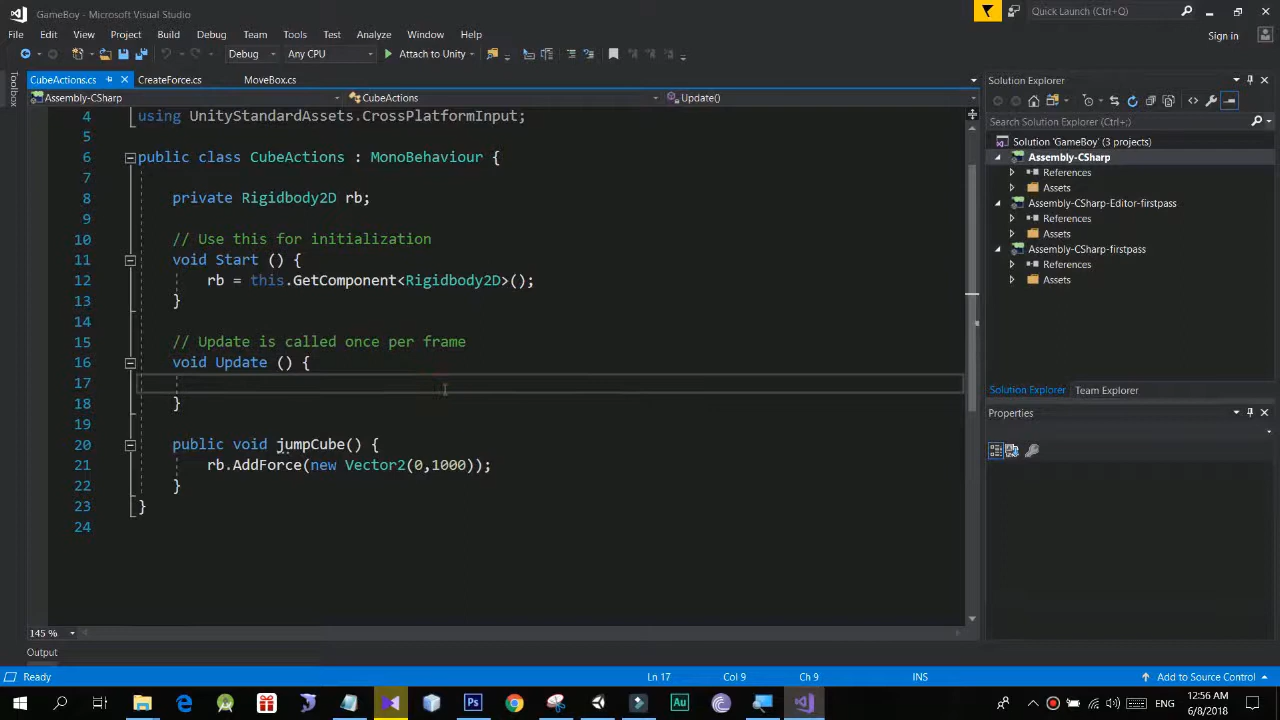 GameBoy - Microsoft Visual Studio
Quick Launch (Ctrl+Q)
File Edit View Project Build Debug Team Tools Test Analyze Window Help
Sign in
Debug Any CPU Attach to Unity
Toolbox
CubeActions.cs CreateForce.cs MoveBox.cs
Assembly-CSharp CubeActions Update()
4 using UnityStandardAssets.CrossPlatformInput;
5
6 public class CubeActions : MonoBehaviour {
7
8 private Rigidbody2D rb;
9
10 // Use this for initialization
11 void Start () {
12 rb = this.GetComponent<Rigidbody2D>();
13 }
14
15 // Update is called once per frame
16 void Update () {
17
18 }
19
20 public void jumpCube() {
21 rb.AddForce(new Vector2(0,1000));
22 }
23 }
24
145 %
Output
Solution Explorer
Search Solution Explorer (Ctrl+;)
Solution 'GameBoy' (3 projects)
Assembly-CSharp
References
Assets
Assembly-CSharp-Editor-firstpass
References
Assets
Assembly-CSharp-firstpass
References
Assets
Solution Explorer Team Explorer
Properties
Ready Ln 17 Col 9 Ch 9 INS Add to Source Control
Ps Au
12:56 AM
6/8/2018